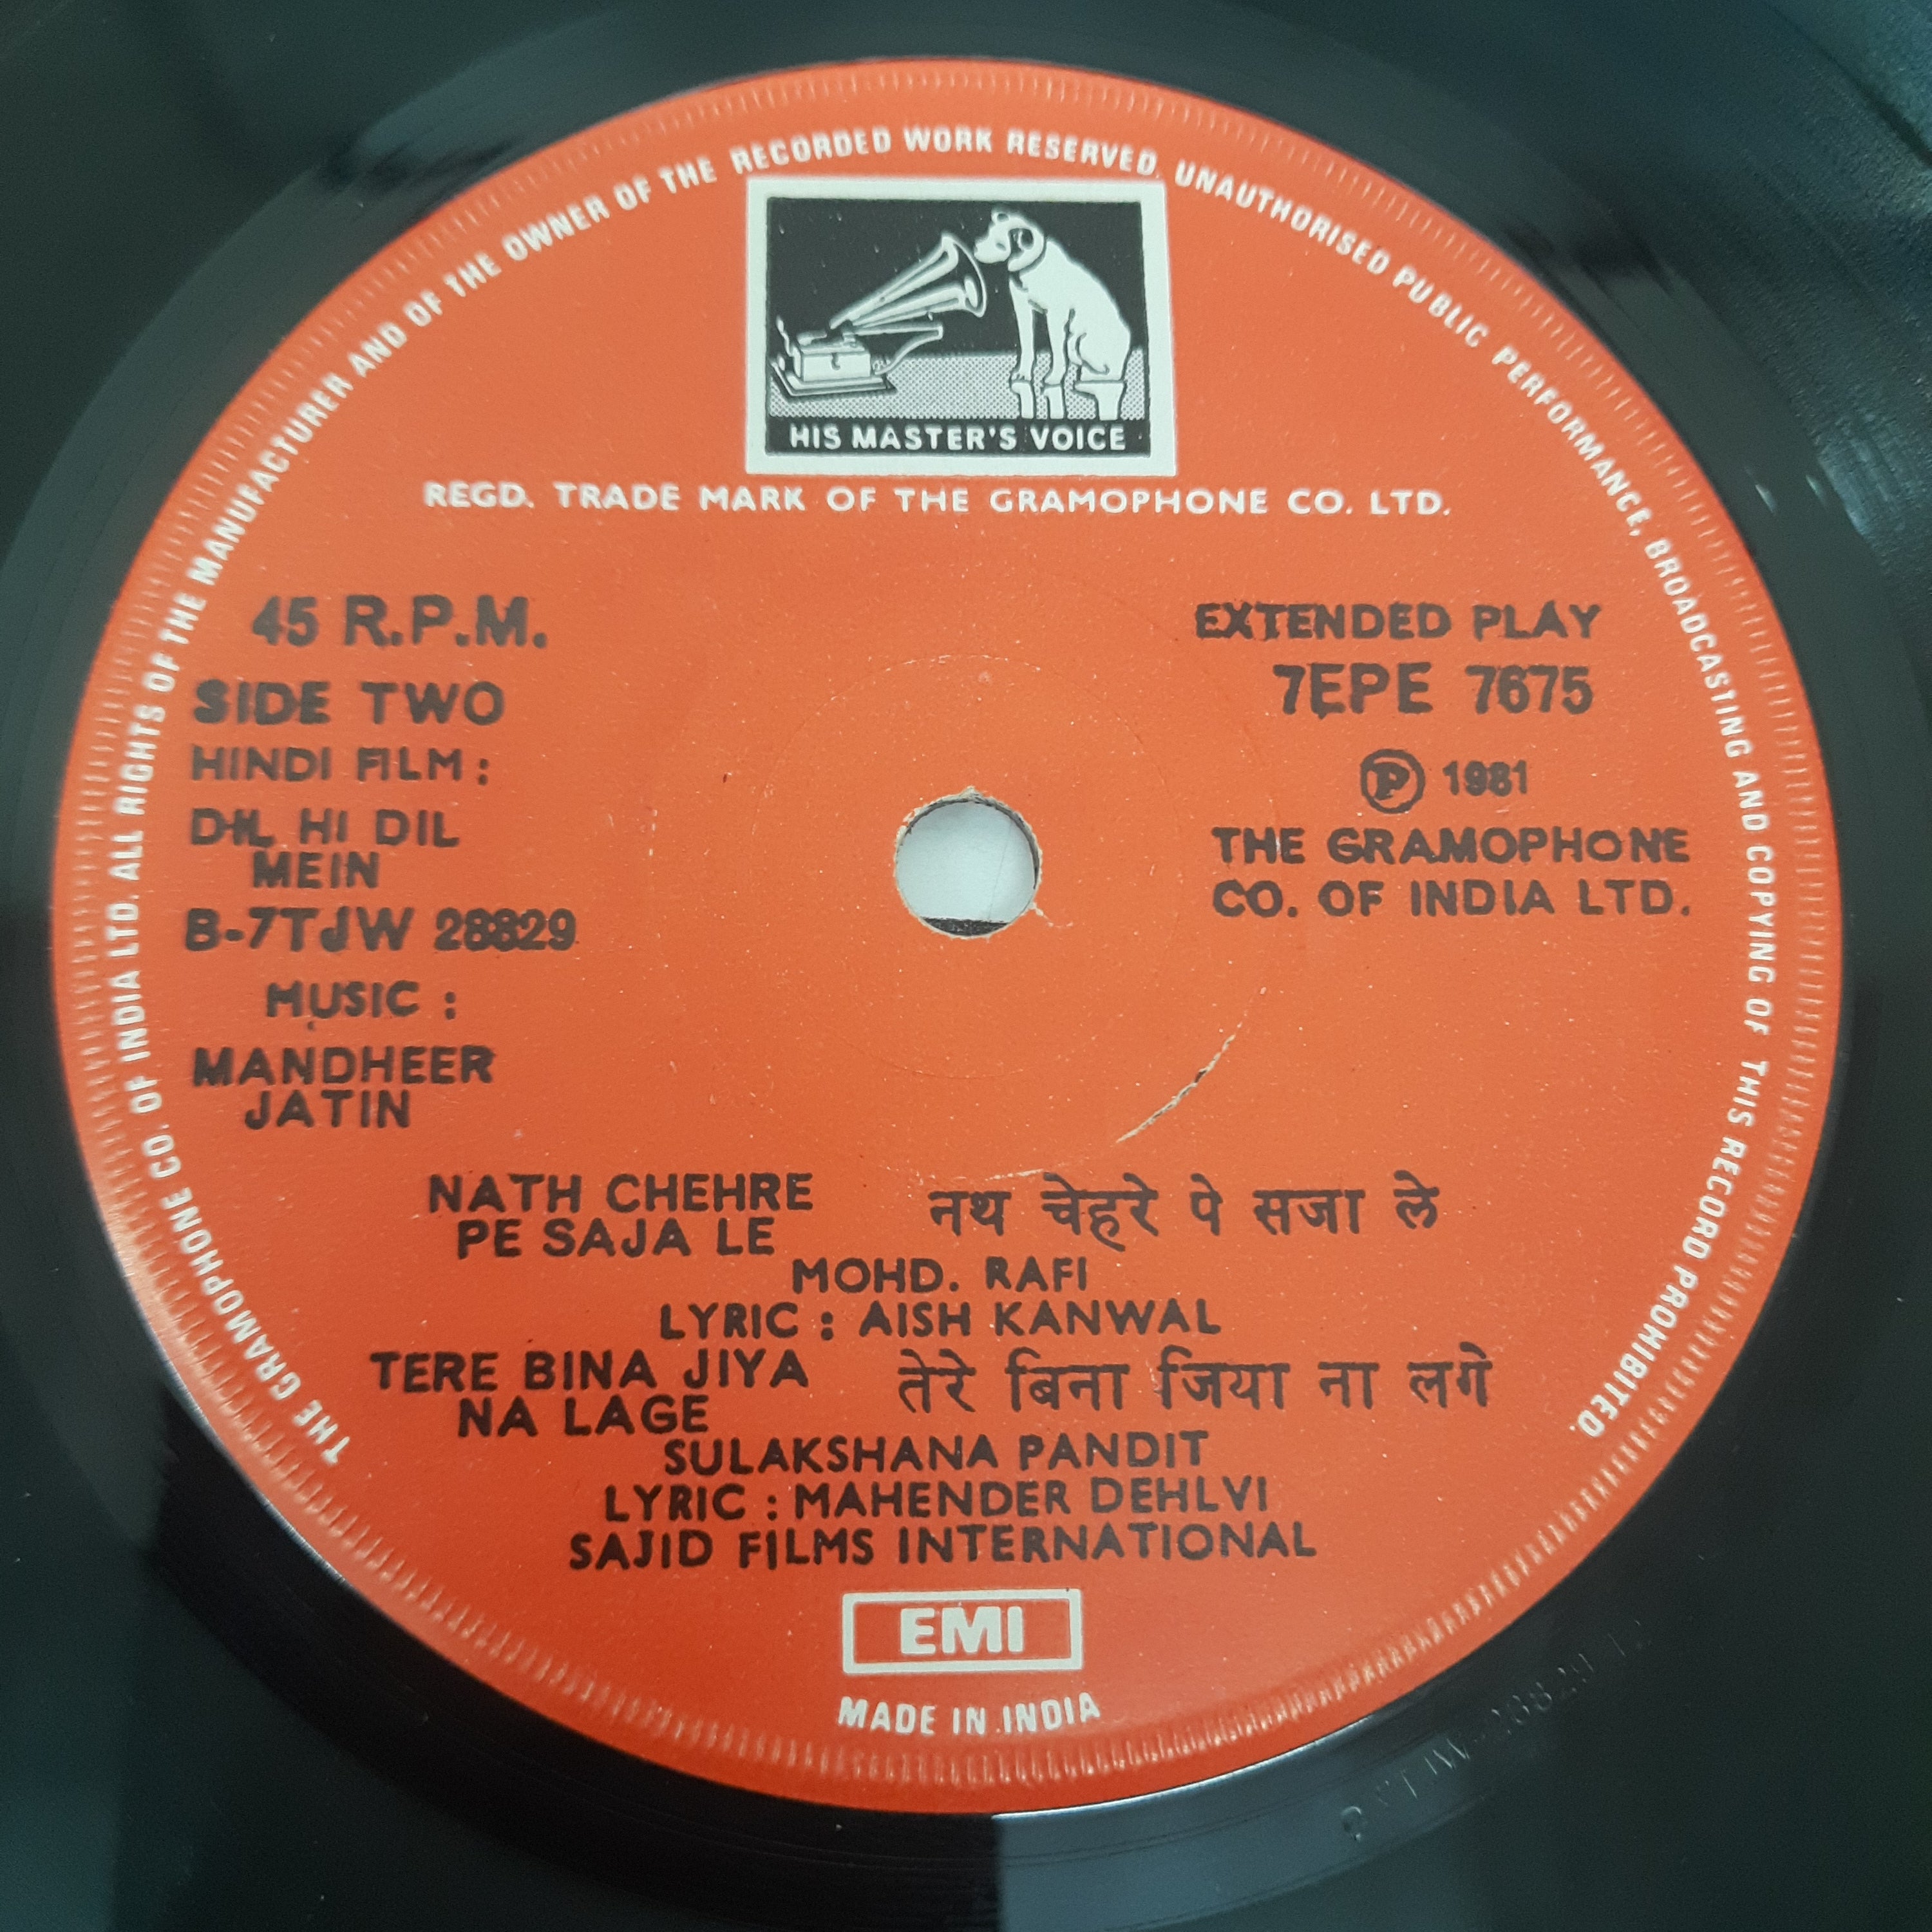 THE GRAMOPHONE CO. OF INDIA LTD. ALL RIGHTS OF THE MANUFACTURER AND OF THE OWNER OF THE RECORDED WORK RESERVED. UNAUTHORISED PUBLIC PERFORMANCE, BROADCASTING AND COPYING OF THIS RECORD PROHIBITED.
HIS MASTER'S VOICE
REGD. TRADE MARK OF THE GRAMOPHONE CO. LTD.
45 R.P.M.
SIDE TWO
HINDI FILM :
DIL HI DIL
MEIN
B-7TJW 28829
MUSIC :
MANDHEER
JATIN
EXTENDED PLAY
7EPE 7675
Ⓟ 1981
THE GRAMOPHONE
CO. OF INDIA LTD.
NATH CHEHRE
PE SAJA LE
नथ चेहरे पे सजा ले
MOHD. RAFI
LYRIC : AISH KANWAL
TERE BINA JIYA
NA LAGE
तेरे बिना जिया ना लगे
SULAKSHANA PANDIT
LYRIC : MAHENDER DEHLVI
SAJID FILMS INTERNATIONAL
EMI
MADE IN INDIA